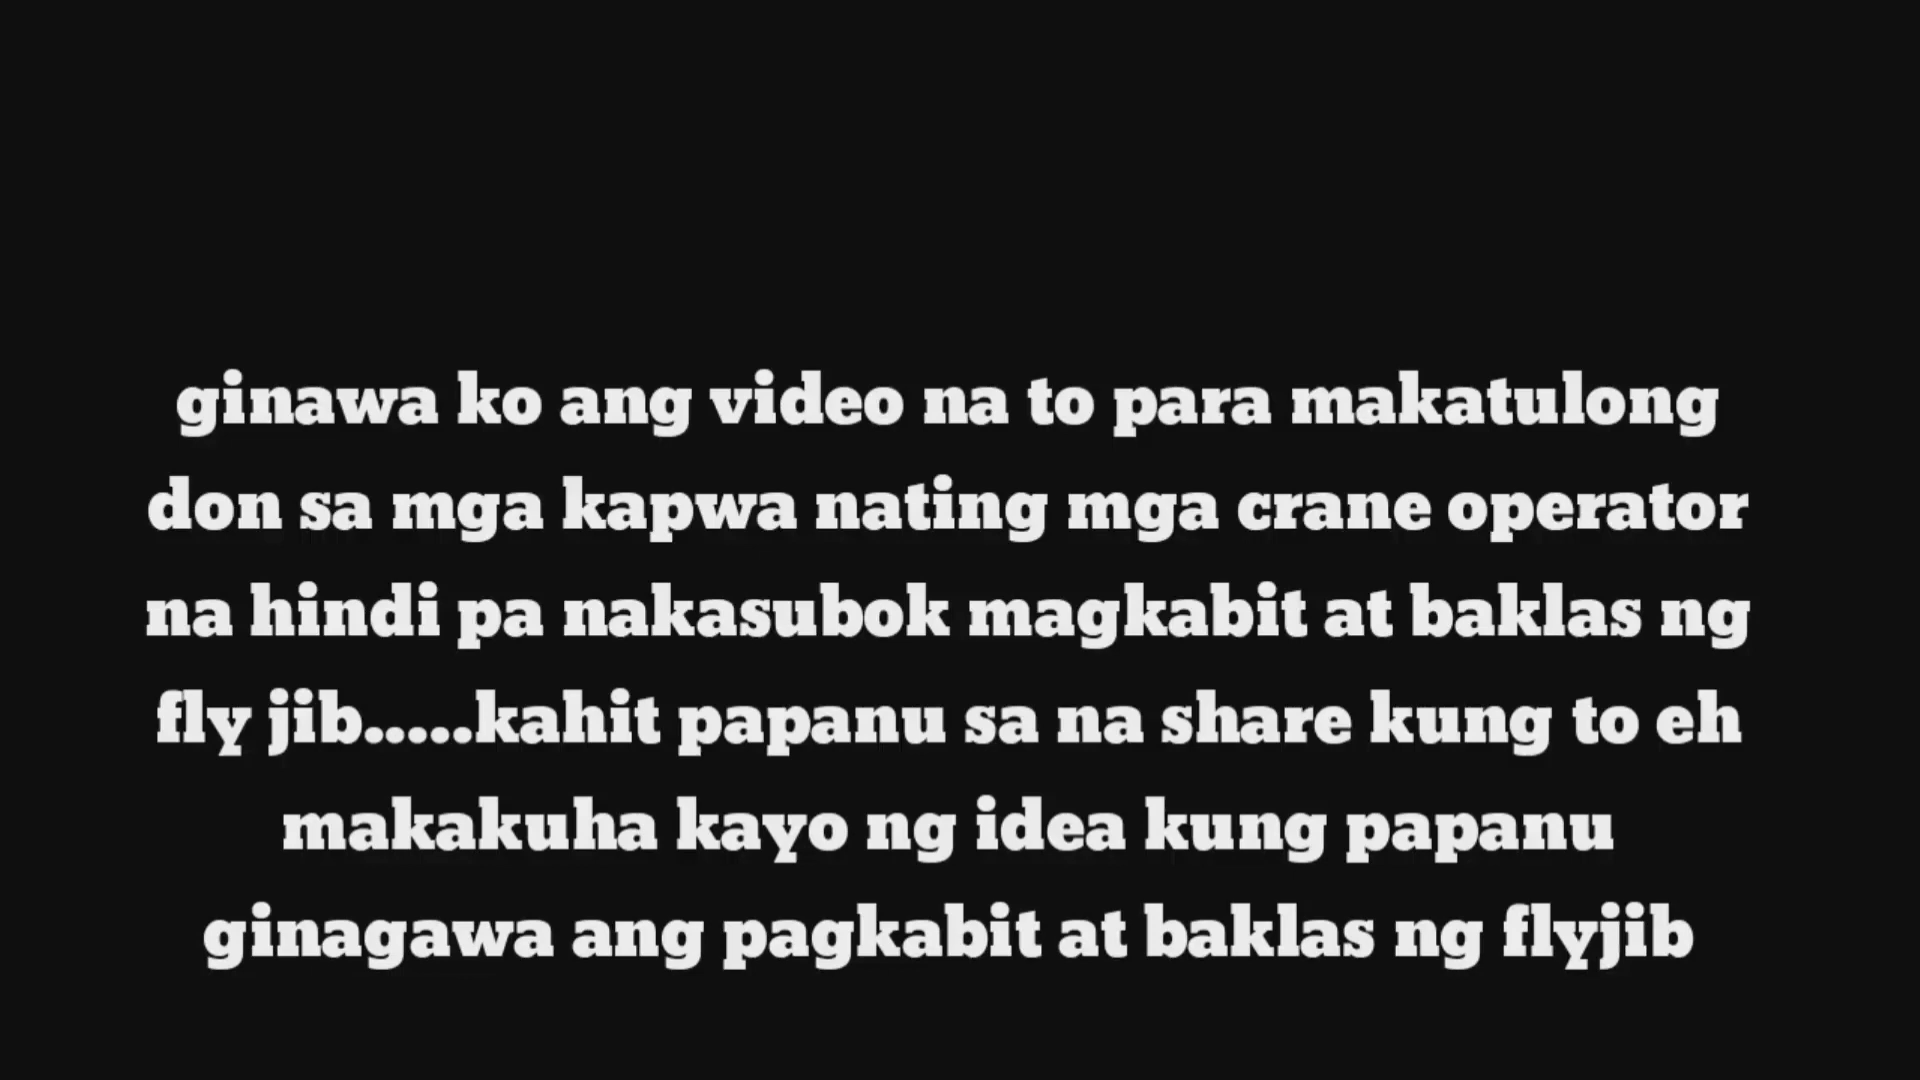 ginawa ko ang video na to para makatulong
don sa mga kapwa nating mga crane operator
na hindi pa nakasubok magkabit at baklas ng
fly jib.....kahit papanu sa na share kung to eh
makakuha kayo ng idea kung papanu
ginagawa ang pagkabit at baklas ng flyjib